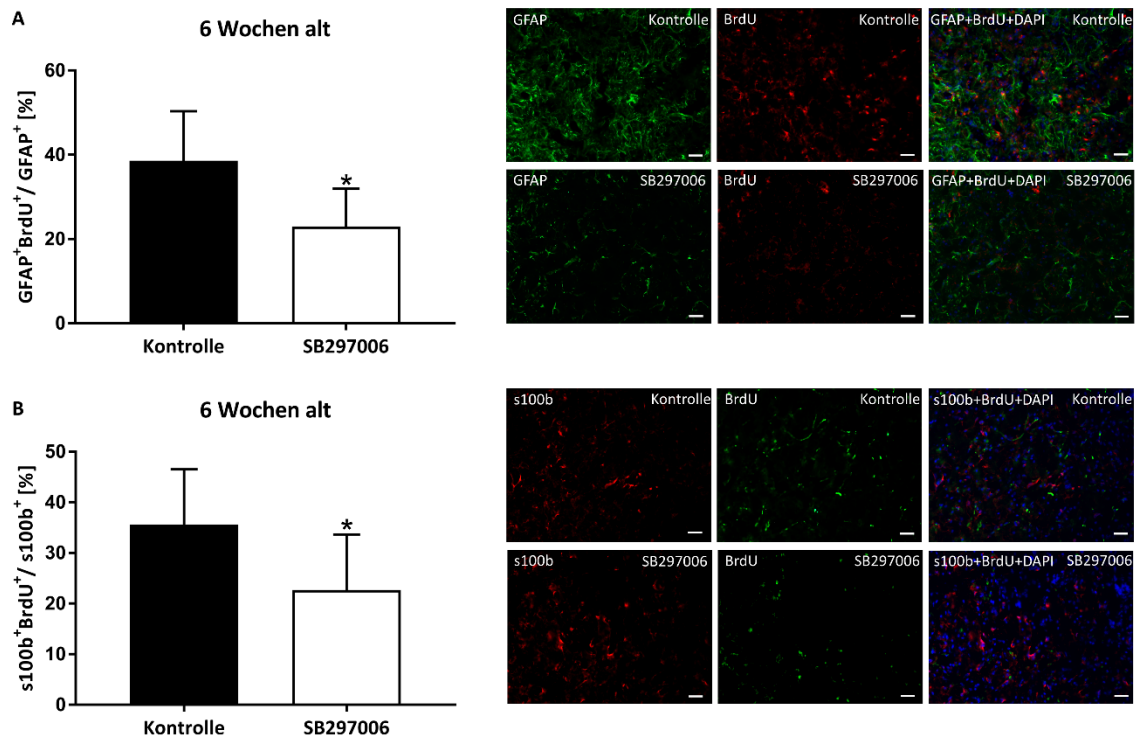 A
6 Wochen alt
GFAP⁺BrdU⁺/ GFAP⁺ [%]
60
40
20
0
*
Kontrolle SB297006
GFAP Kontrolle
BrdU Kontrolle
GFAP+BrdU+DAPI Kontrolle
GFAP SB297006
BrdU SB297006
GFAP+BrdU+DAPI SB297006
B
6 Wochen alt
s100b⁺BrdU⁺/ s100b⁺ [%]
50
40
30
20
10
0
*
Kontrolle SB297006
s100b Kontrolle
BrdU Kontrolle
s100b+BrdU+DAPI Kontrolle
s100b SB297006
BrdU SB297006
s100b+BrdU+DAPI SB297006